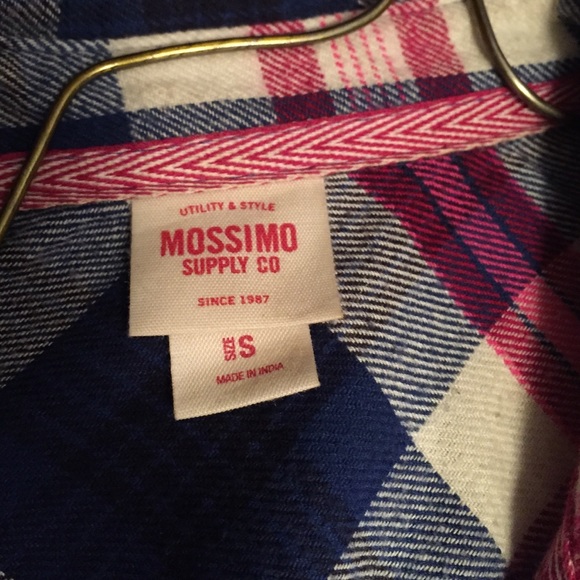 UTILITY & STYLE
MOSSIMO
SUPPLY CO
SINCE 1987
SIZE S
MADE IN INDIA